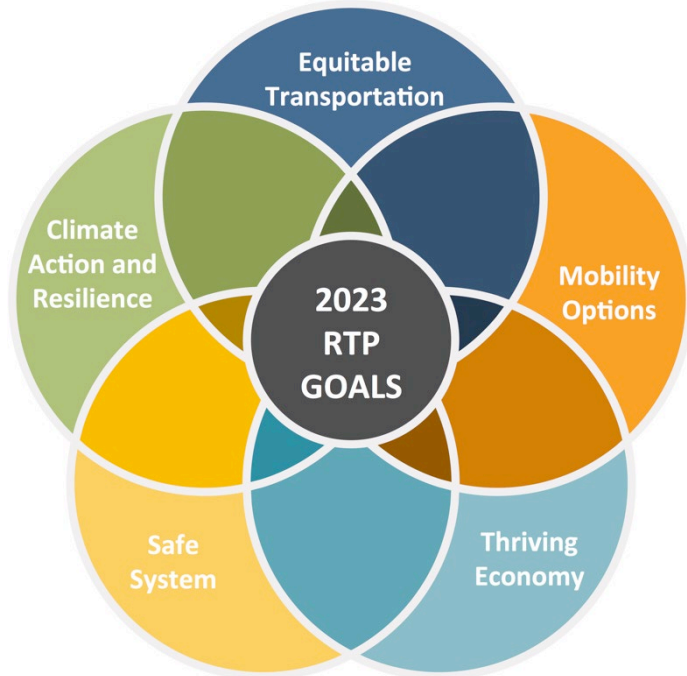 Equitable
Transportation
Climate
Action and
Resilience
Mobility
Options
2023
RTP
GOALS
Safe
System
Thriving
Economy